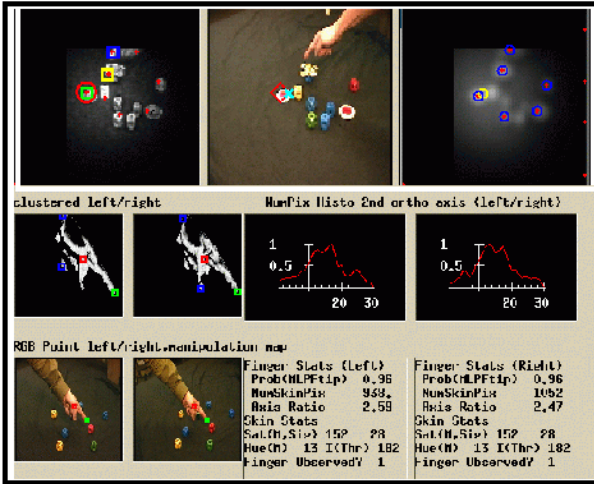 clustered left/right
NumPix Histo 2nd ortho axis (left/right)
1
0.5
20 30
1
0.5
20 30
RGB Point left/right,manipulation map
Finger Stats (Left)
Prob(MLPFtip) 0.96
NumSkinPix 939.
Axis Ratio 2.59
Skin Stats
Sat(M,Sig) 152 28
Hue(M) 13 I(Thr) 182
Finger Observed? 1
Finger Stats (Right)
Prob(MLPFtip) 0.96
NumSkinPix 1052
Axis Ratio 2.47
Skin Stats
Sat(M,Sig) 152 28
Hue(M) 13 I(Thr) 182
Finger Observed? 1